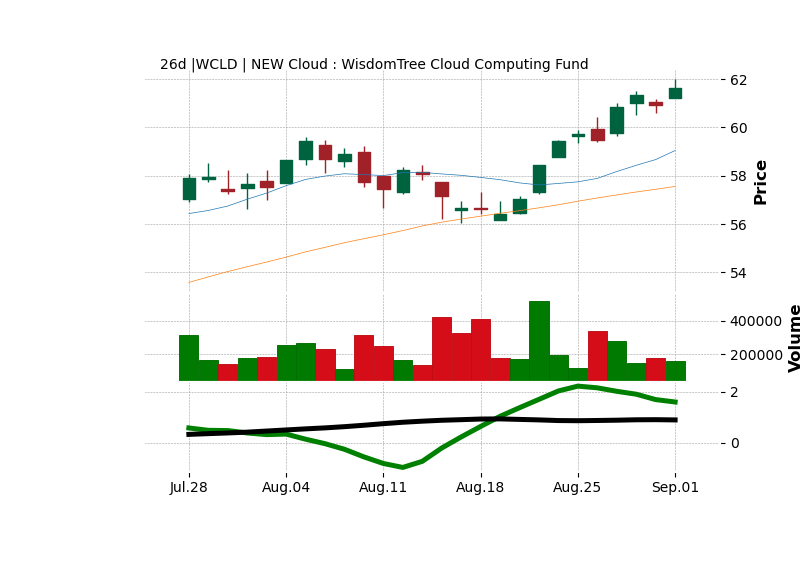 26d |WCLD | NEW Cloud : WisdomTree Cloud Computing Fund
62
60
58
56
54
Price
400000
200000
Volume
2
0
Jul.28 Aug.04 Aug.11 Aug.18 Aug.25 Sep.01